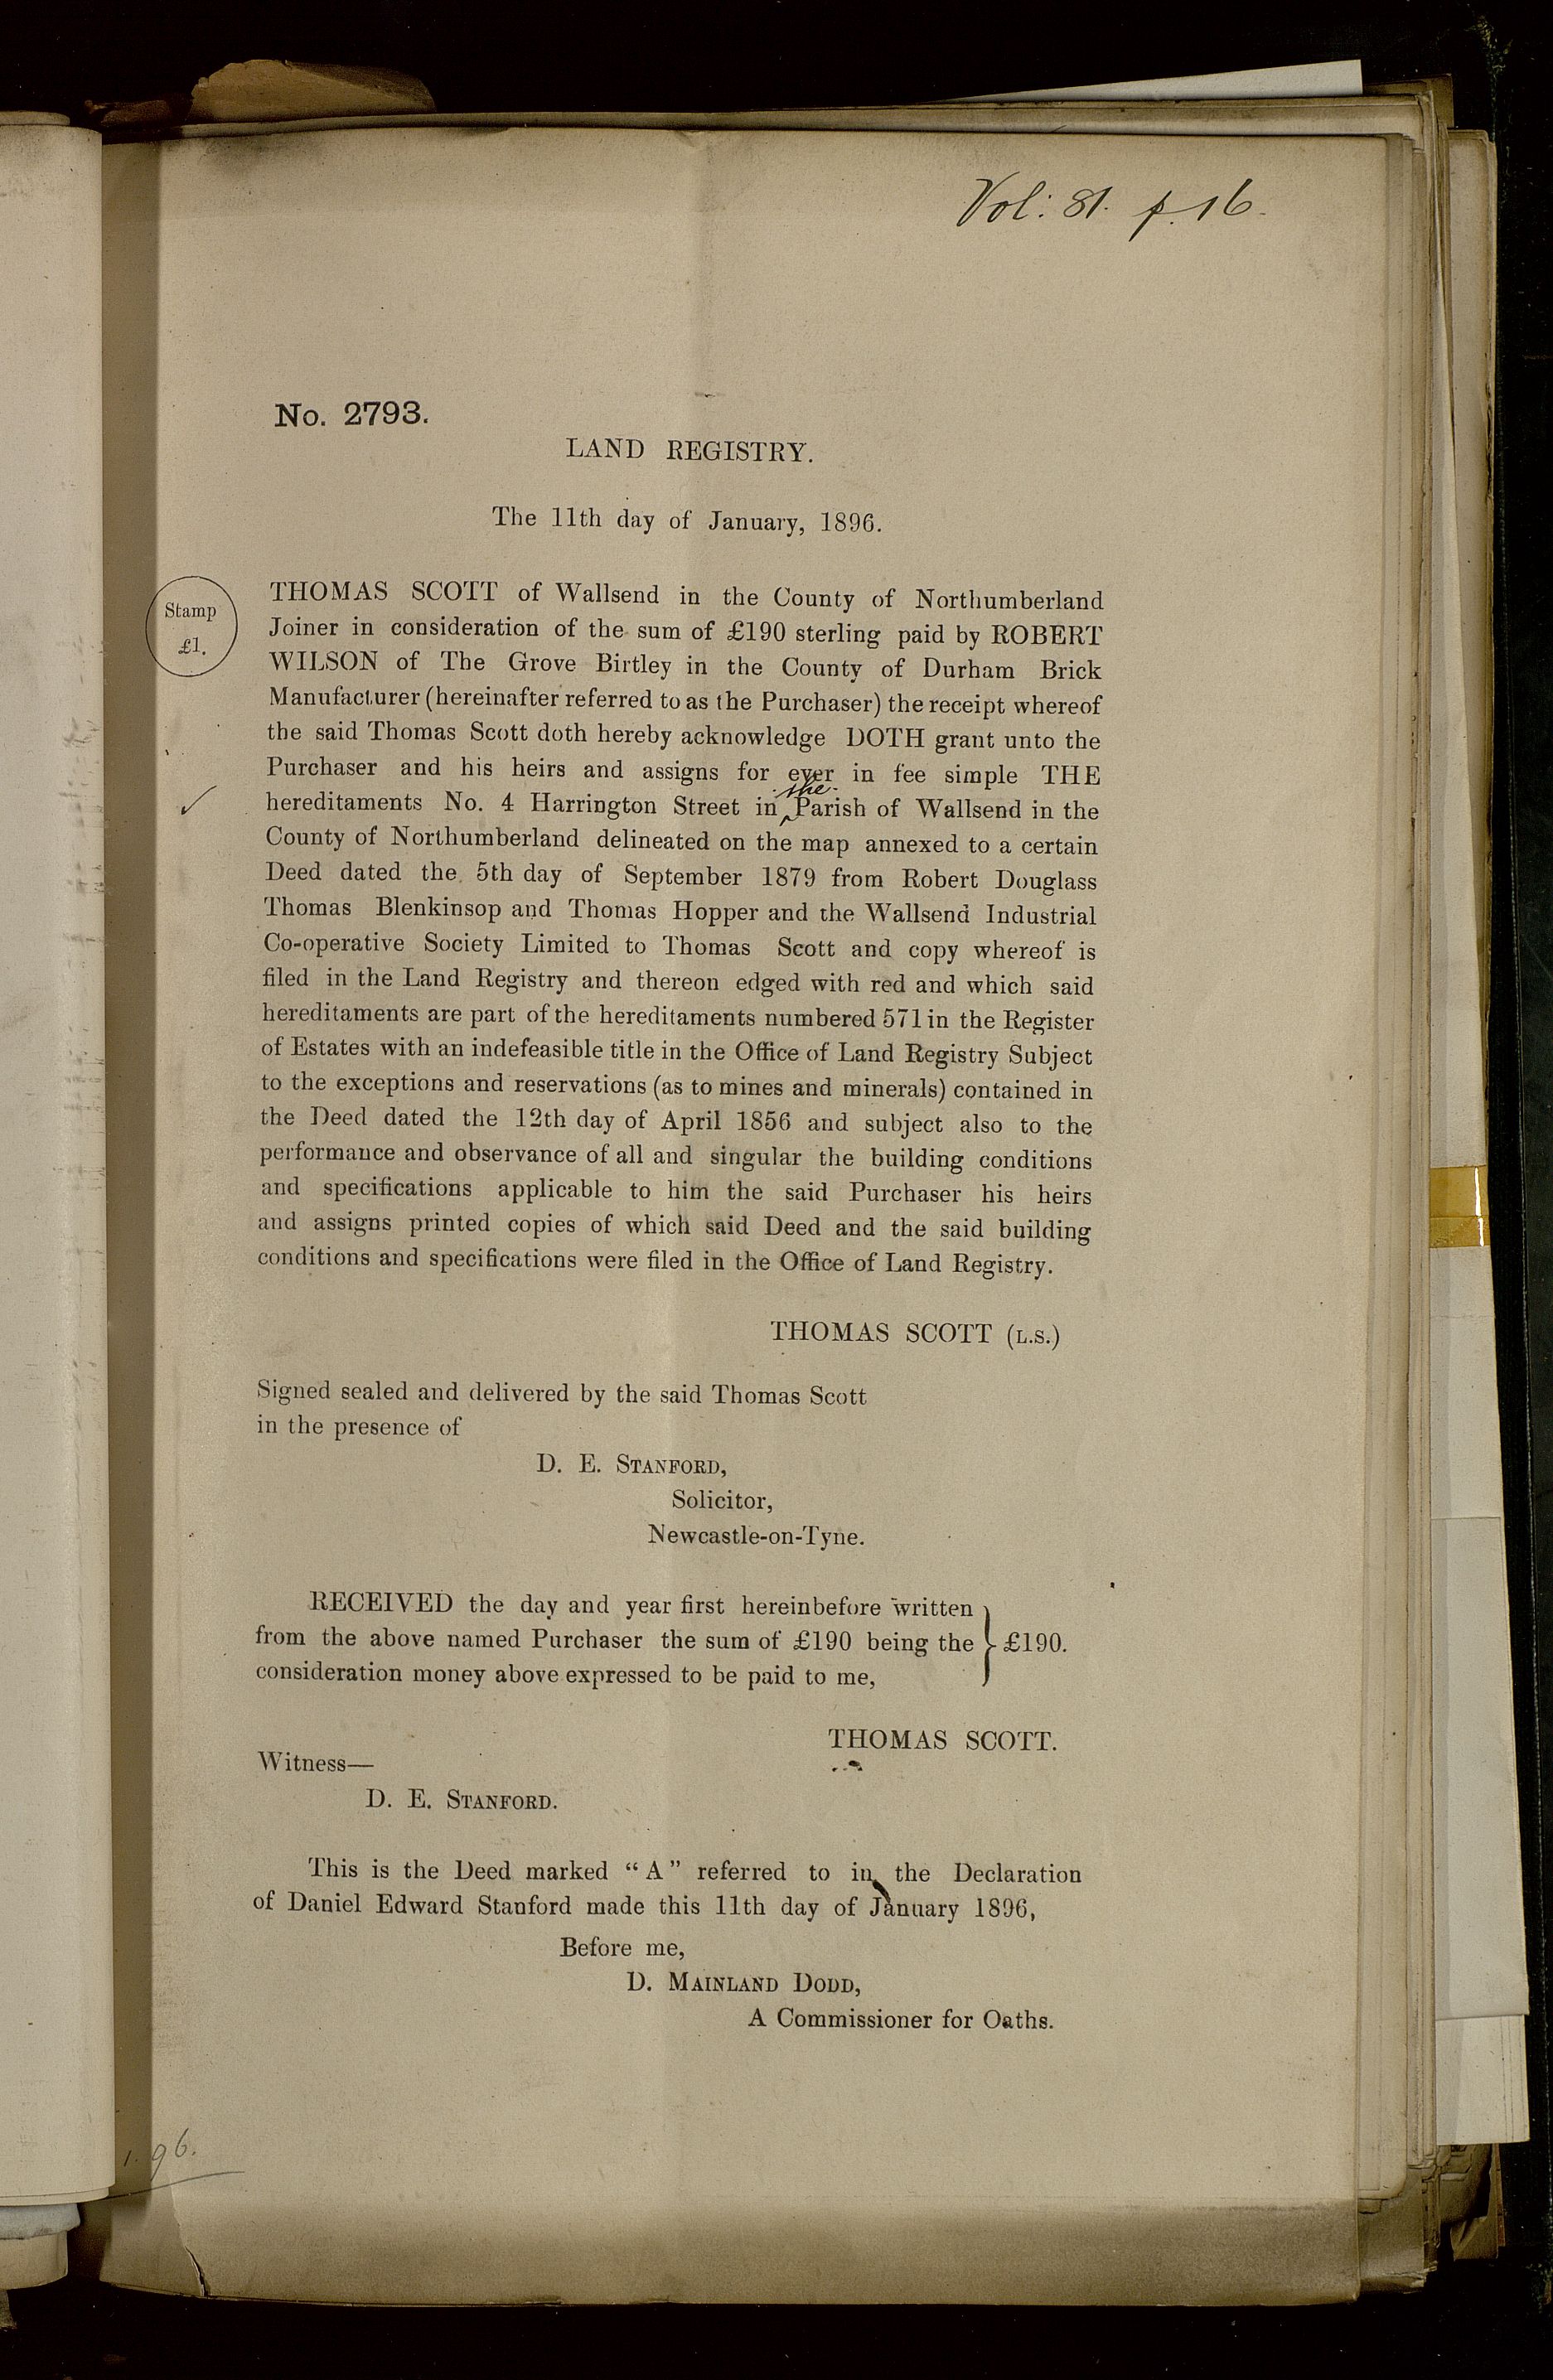 Vol: 81. p. 16.
No. 2793.
LAND REGISTRY.
The 11th day of January, 1896.
Stamp
£1.
THOMAS SCOTT of Wallsend in the County of Northumberland
Joiner in consideration of the sum of £190 sterling paid by ROBERT
WILSON of The Grove Birtley in the County of Durham Brick
Manufacturer (hereinafter referred to as the Purchaser) the receipt whereof
the said Thomas Scott doth hereby acknowledge DOTH grant unto the
Purchaser and his heirs and assigns for ever in fee simple THE
hereditaments No. 4 Harrington Street in the Parish of Wallsend in the
County of Northumberland delineated on the map annexed to a certain
Deed dated the 5th day of September 1879 from Robert Douglass
Thomas Blenkinsop and Thomas Hopper and the Wallsend Industrial
Co-operative Society Limited to Thomas Scott and copy whereof is
filed in the Land Registry and thereon edged with red and which said
hereditaments are part of the hereditaments numbered 571 in the Register
of Estates with an indefeasible title in the Office of Land Registry Subject
to the exceptions and reservations (as to mines and minerals) contained in
the Deed dated the 12th day of April 1856 and subject also to the
performance and observance of all and singular the building conditions
and specifications applicable to him the said Purchaser his heirs
and assigns printed copies of which said Deed and the said building
conditions and specifications were filed in the Office of Land Registry.
THOMAS SCOTT (L.S.)
Signed sealed and delivered by the said Thomas Scott
in the presence of
D. E. STANFORD,
Solicitor,
Newcastle-on-Tyne.
RECEIVED the day and year first hereinbefore written
from the above named Purchaser the sum of £190 being the } £190.
consideration money above expressed to be paid to me,
THOMAS SCOTT.
Witness—
D. E. STANFORD.
This is the Deed marked “A” referred to in the Declaration
of Daniel Edward Stanford made this 11th day of January 1896,
Before me,
D. MAINLAND DODD,
A Commissioner for Oaths.
1. 96.